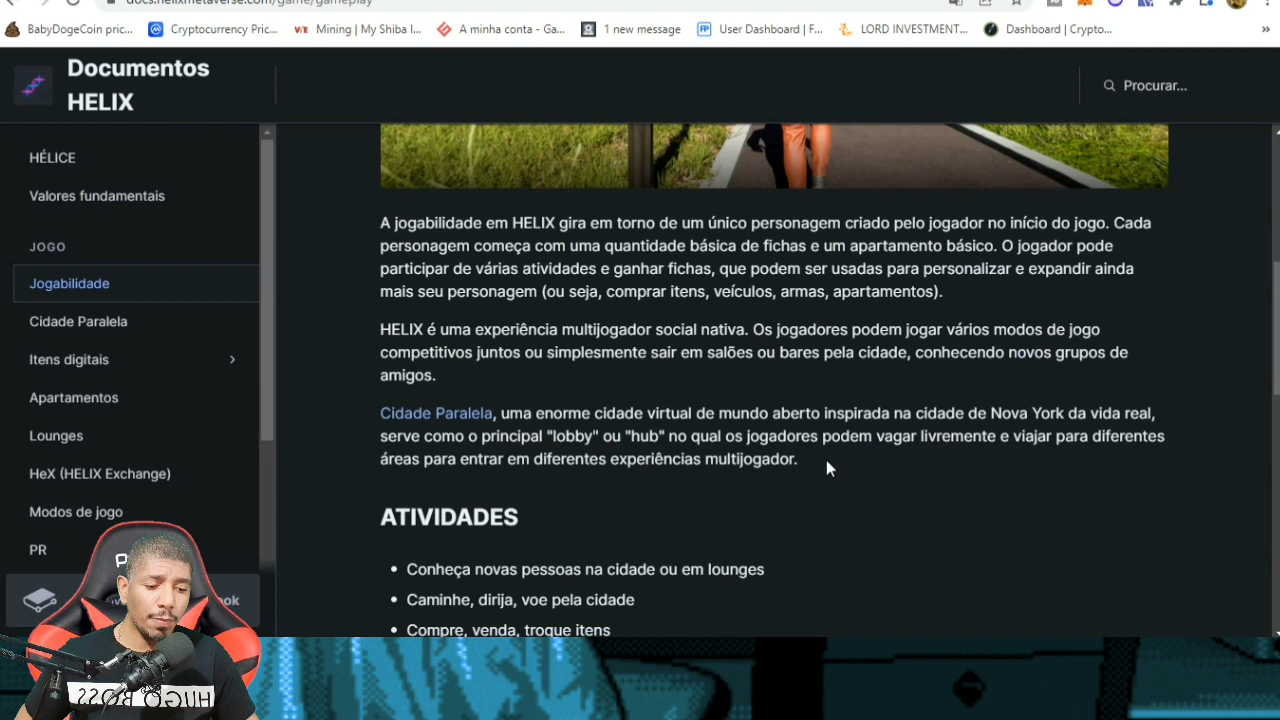 docs.helixmetaverse.com/game/gameplay
BabyDogeCoin pric...
Cryptocurrency Pric...
Mining | My Shiba I...
A minha conta - Ga...
1 new message
User Dashboard | F...
LORD INVESTMENT...
Dashboard | Crypto...
»
Documentos
HELIX
Procurar...
HÉLICE
Valores fundamentais
JOGO
Jogabilidade
Cidade Paralela
Itens digitais
Apartamentos
Lounges
HeX (HELIX Exchange)
Modos de jogo
PR
A jogabilidade em HELIX gira em torno de um único personagem criado pelo jogador no início do jogo. Cada
personagem começa com uma quantidade básica de fichas e um apartamento básico. O jogador pode
participar de várias atividades e ganhar fichas, que podem ser usadas para personalizar e expandir ainda
mais seu personagem (ou seja, comprar itens, veículos, armas, apartamentos).
HELIX é uma experiência multijogador social nativa. Os jogadores podem jogar vários modos de jogo
competitivos juntos ou simplesmente sair em salões ou bares pela cidade, conhecendo novos grupos de
amigos.
Cidade Paralela, uma enorme cidade virtual de mundo aberto inspirada na cidade de Nova York da vida real,
serve como o principal "lobby" ou "hub" no qual os jogadores podem vagar livremente e viajar para diferentes
áreas para entrar em diferentes experiências multijogador.
ATIVIDADES
• Conheça novas pessoas na cidade ou em lounges
• Caminhe, dirija, voe pela cidade
• Compre, venda, troque itens